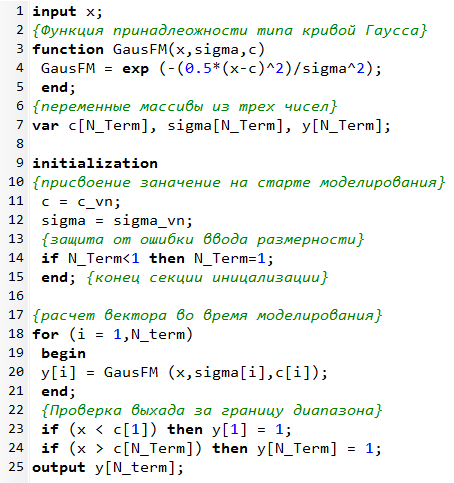 1 input x;
2 {Функция принадлеожности типа кривой Гаусса}
3 function GausFM(x,sigma,c)
4 GausFM = exp (-(0.5*(x-c)^2)/sigma^2);
5 end;
6 {переменные массивы из трех чисел}
7 var c[N_Term], sigma[N_Term], y[N_Term];
8
9 initialization
10 {присвоение заначение на старте моделирования}
11 c = c_vn;
12 sigma = sigma_vn;
13 {защита от ошибки ввода размерности}
14 if N_Term<1 then N_Term=1;
15 end; {конец секции иницализации}
16
17 {расчет вектора во время моделирования}
18 for (i = 1,N_term)
19 begin
20 y[i] = GausFM (x,sigma[i],c[i]);
21 end;
22 {Проверка выхада за границу диапазона}
23 if (x < c[1]) then y[1] = 1;
24 if (x > c[N_Term]) then y[N_Term] = 1;
25 output y[N_term];